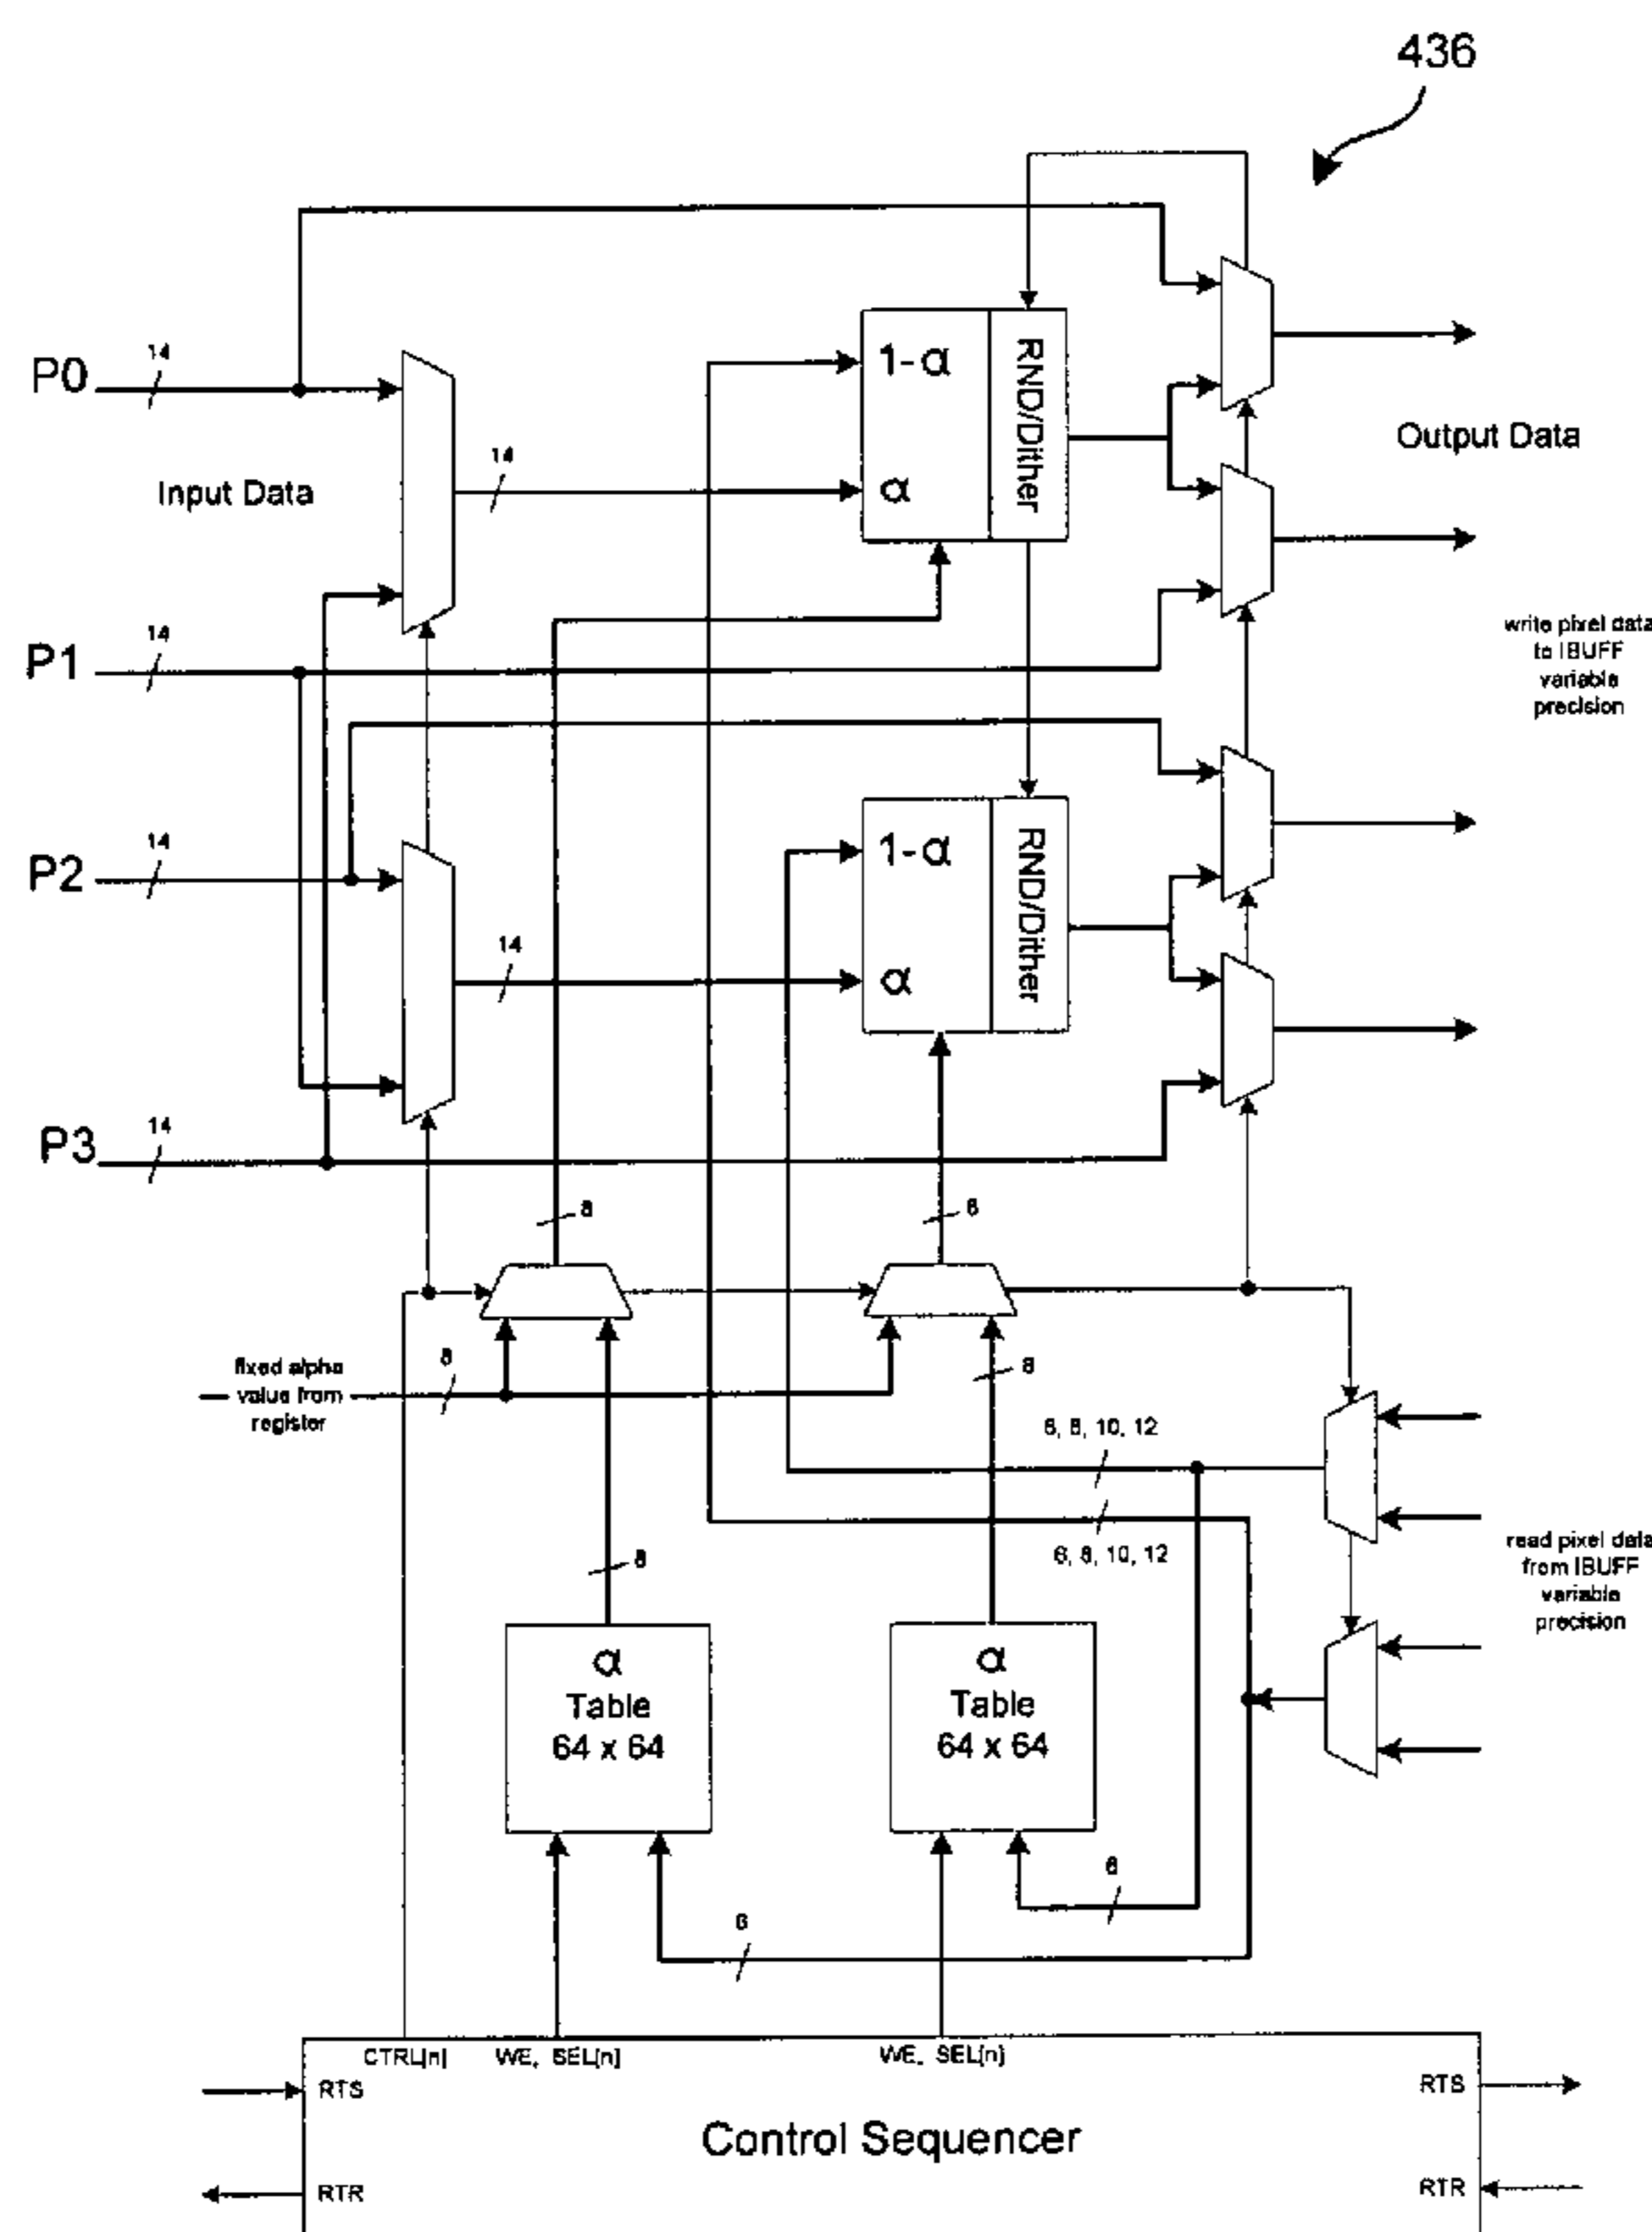 436
P0
14
Input Data
14
1-α
α
RND/Dither
Output Data
P1
14
write pixel data
to IBUFF
variable
precision
P2
14
14
1-α
α
RND/Dither
P3
14
8
8
fixed alpha
value from
register
8
8
6, 8, 10, 12
6, 8, 10, 12
read pixel data
from IBUFF
variable
precision
8
α
Table
64 x 64
α
Table
64 x 64
6
6
CTRL[n]
WE, SEL[n]
WE, SEL[n]
RTS
RTS
Control Sequencer
RTR
RTR